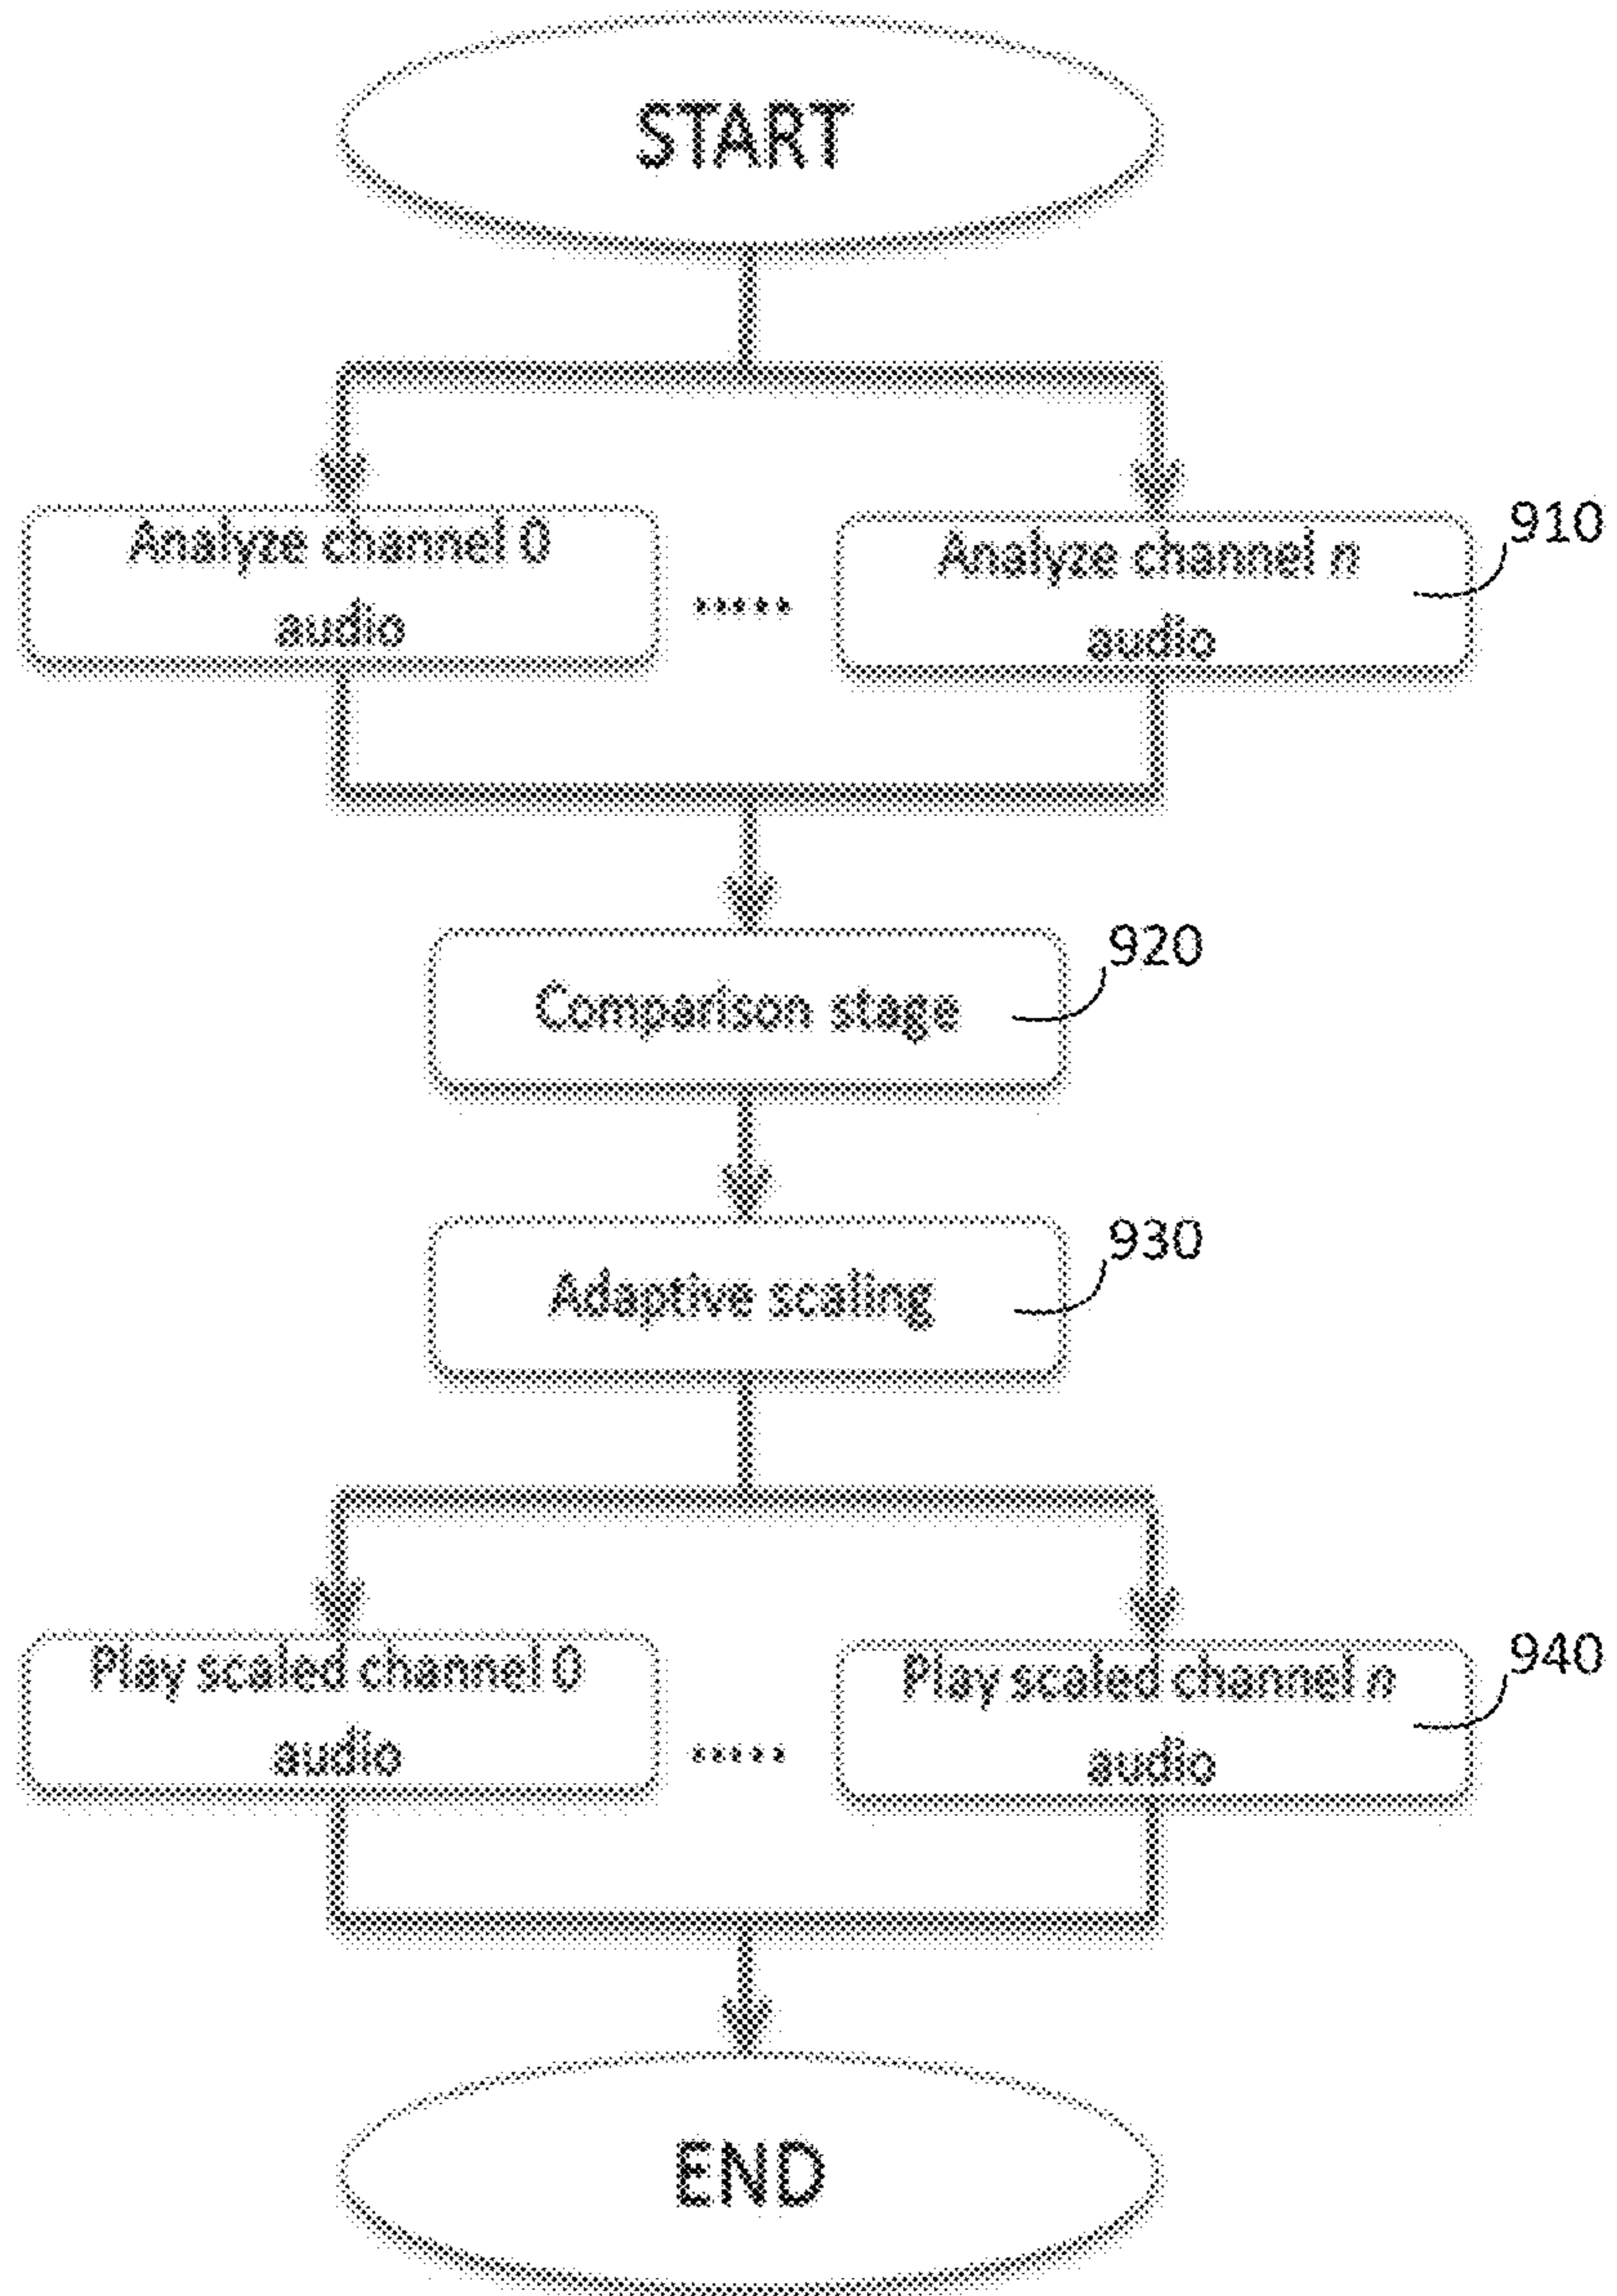 START
Analyze channel 0
audio
.....
Analyze channel n
audio
910
Comparison stage
920
Adaptive scaling
930
Play scaled channel 0
audio
.....
Play scaled channel n
audio
940
END